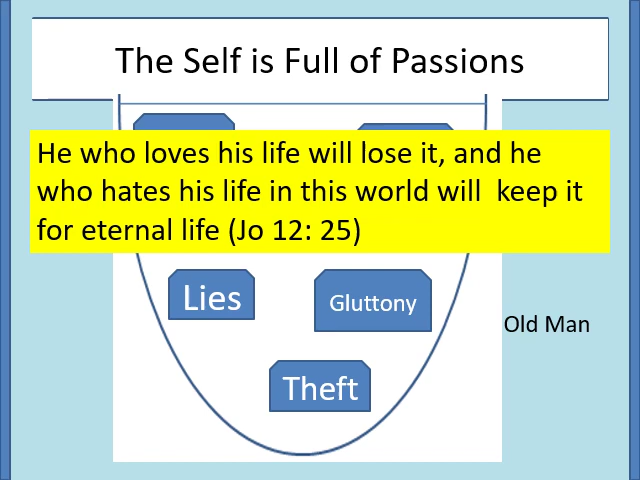 The Self is Full of Passions
He who loves his life will lose it, and he
who hates his life in this world will  keep it
for eternal life (Jo 12: 25)
Lies
Gluttony
Old Man
Theft